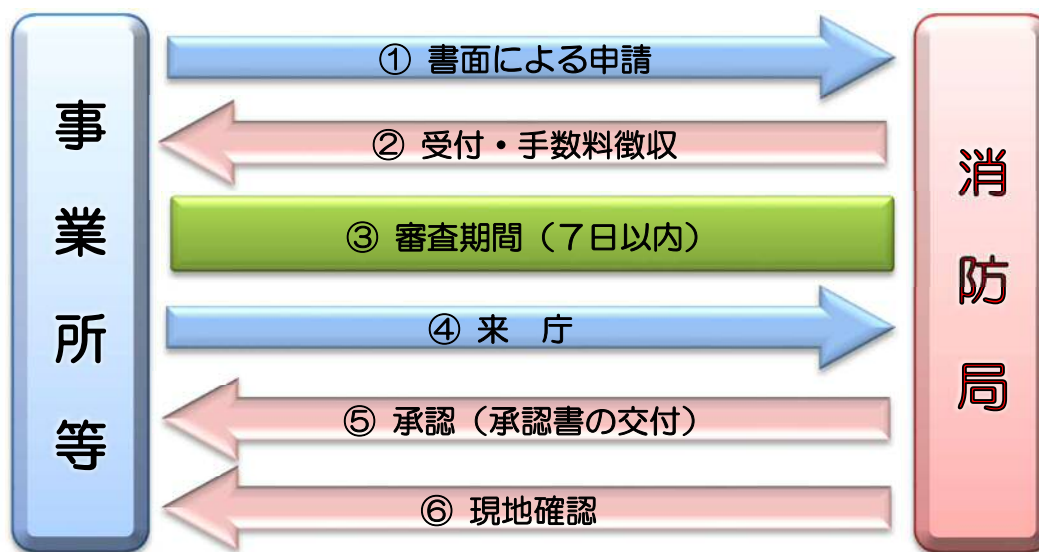 事業所等
① 書面による申請
② 受付・手数料徴収
③ 審査期間（７日以内）
④ 来　庁
⑤ 承認（承認書の交付）
⑥ 現地確認
消防局